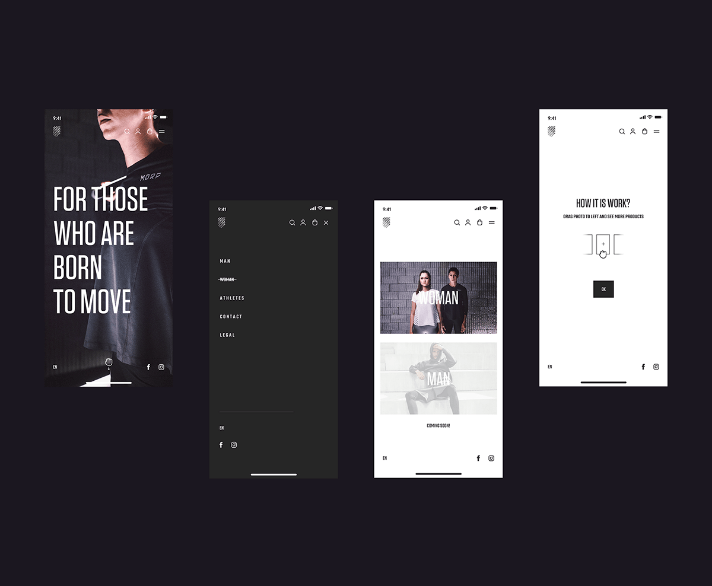 9:41
MORP
FOR THOSE
WHO ARE
BORN
TO MOVE
EN
9:41
MAN
WOMAN
ATHLETES
CONTACT
LEGAL
EN
9:41
WOMAN
MAN
COMING SOON!
EN
9:41
HOW IT IS WORK?
DRAG PHOTO TO LEFT AND SEE MORE PRODUCTS
OK
EN